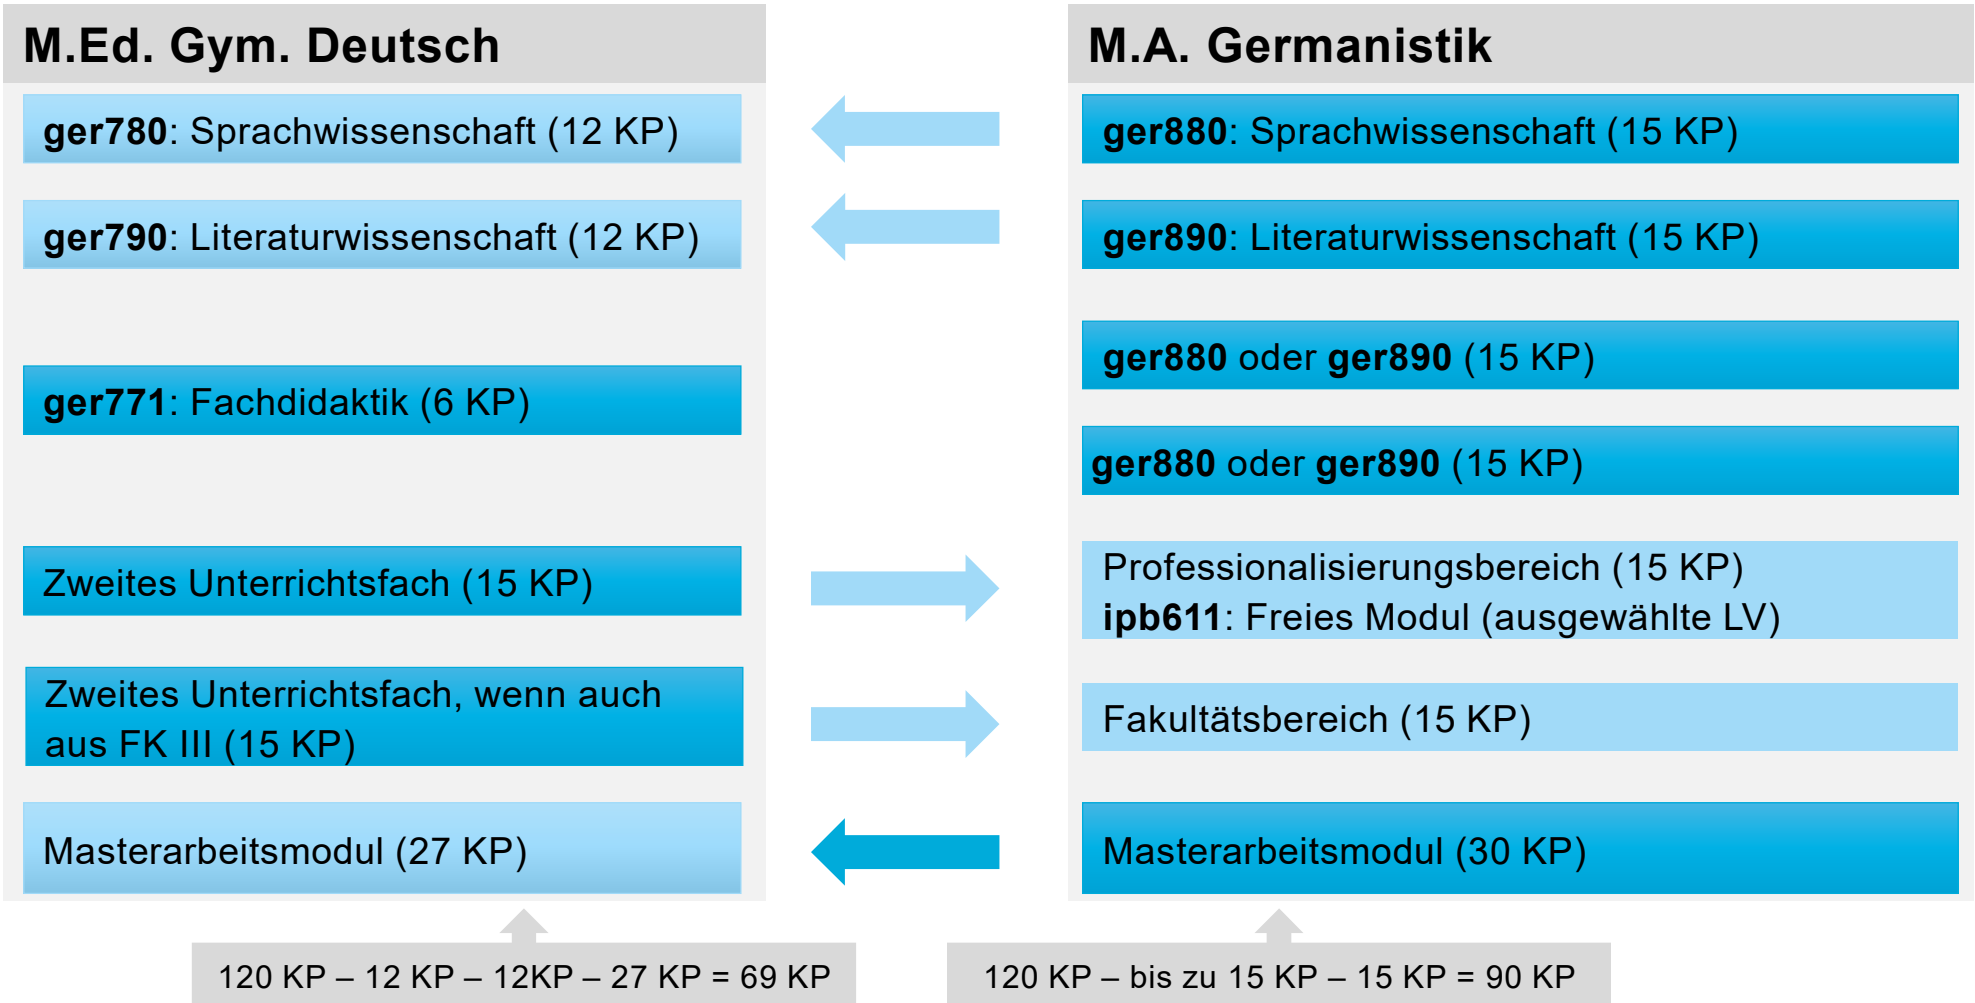 M.Ed. Gym. Deutsch
ger780: Sprachwissenschaft (12 KP)
ger790: Literaturwissenschaft (12 KP)
ger771: Fachdidaktik (6 KP)
Zweites Unterrichtsfach (15 KP)
Zweites Unterrichtsfach, wenn auch
aus FK III (15 KP)
Masterarbeitsmodul (27 KP)
120 KP – 12 KP – 12KP – 27 KP = 69 KP
M.A. Germanistik
ger880: Sprachwissenschaft (15 KP)
ger890: Literaturwissenschaft (15 KP)
ger880 oder ger890 (15 KP)
ger880 oder ger890 (15 KP)
Professionalisierungsbereich (15 KP)
ipb611: Freies Modul (ausgewählte LV)
Fakultätsbereich (15 KP)
Masterarbeitsmodul (30 KP)
120 KP – bis zu 15 KP – 15 KP = 90 KP